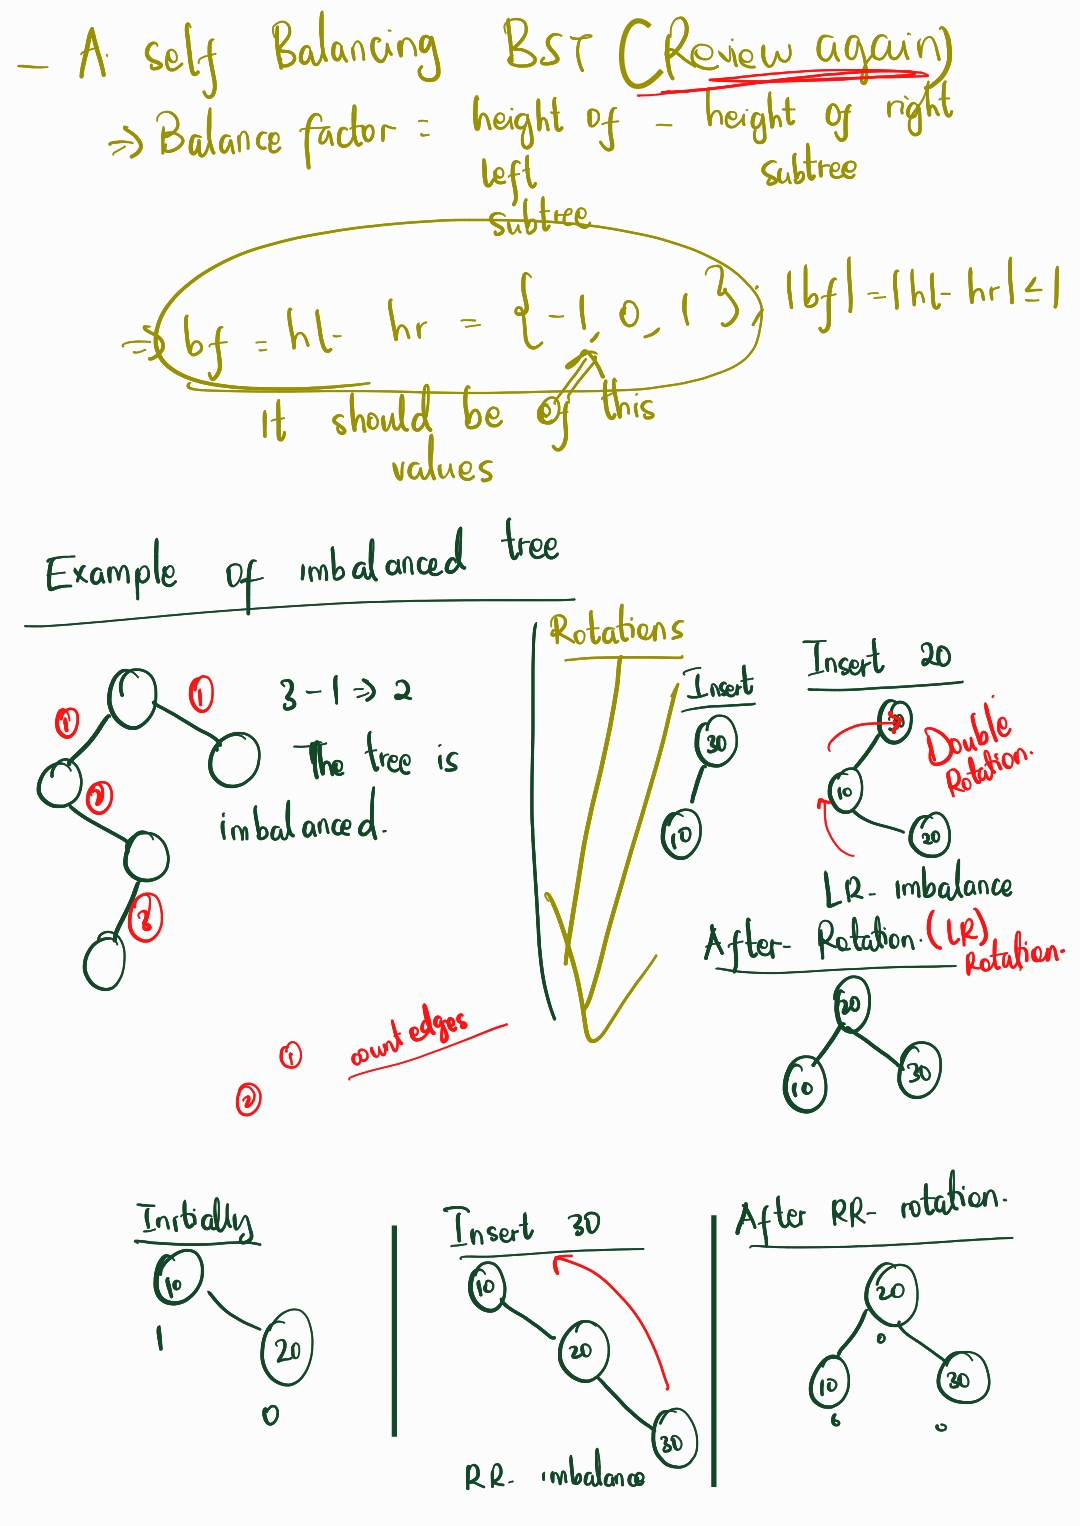 - A self Balancing BST (Review again)
⇒ Balance factor = height of - height of right
left subtree
subtree
⇒ bf = hl - hr = {-1, 0, 1}; |bf| = |hl - hr| ≤ 1
It should be of this
values
Example of imbalanced tree
1
1
2
3
3 - 1 ⇒ 2
The tree is
imbalanced.
1
2
count edges
Rotations
Insert
30
10
Insert 20
30
10
20
Double
Rotation.
LR- imbalance
After- Rotation. (LR)
Rotation.
20
10
30
Initially
10
1
20
0
Insert 30
10
20
30
RR- imbalance
After RR- rotation.
20
0
10
30
0